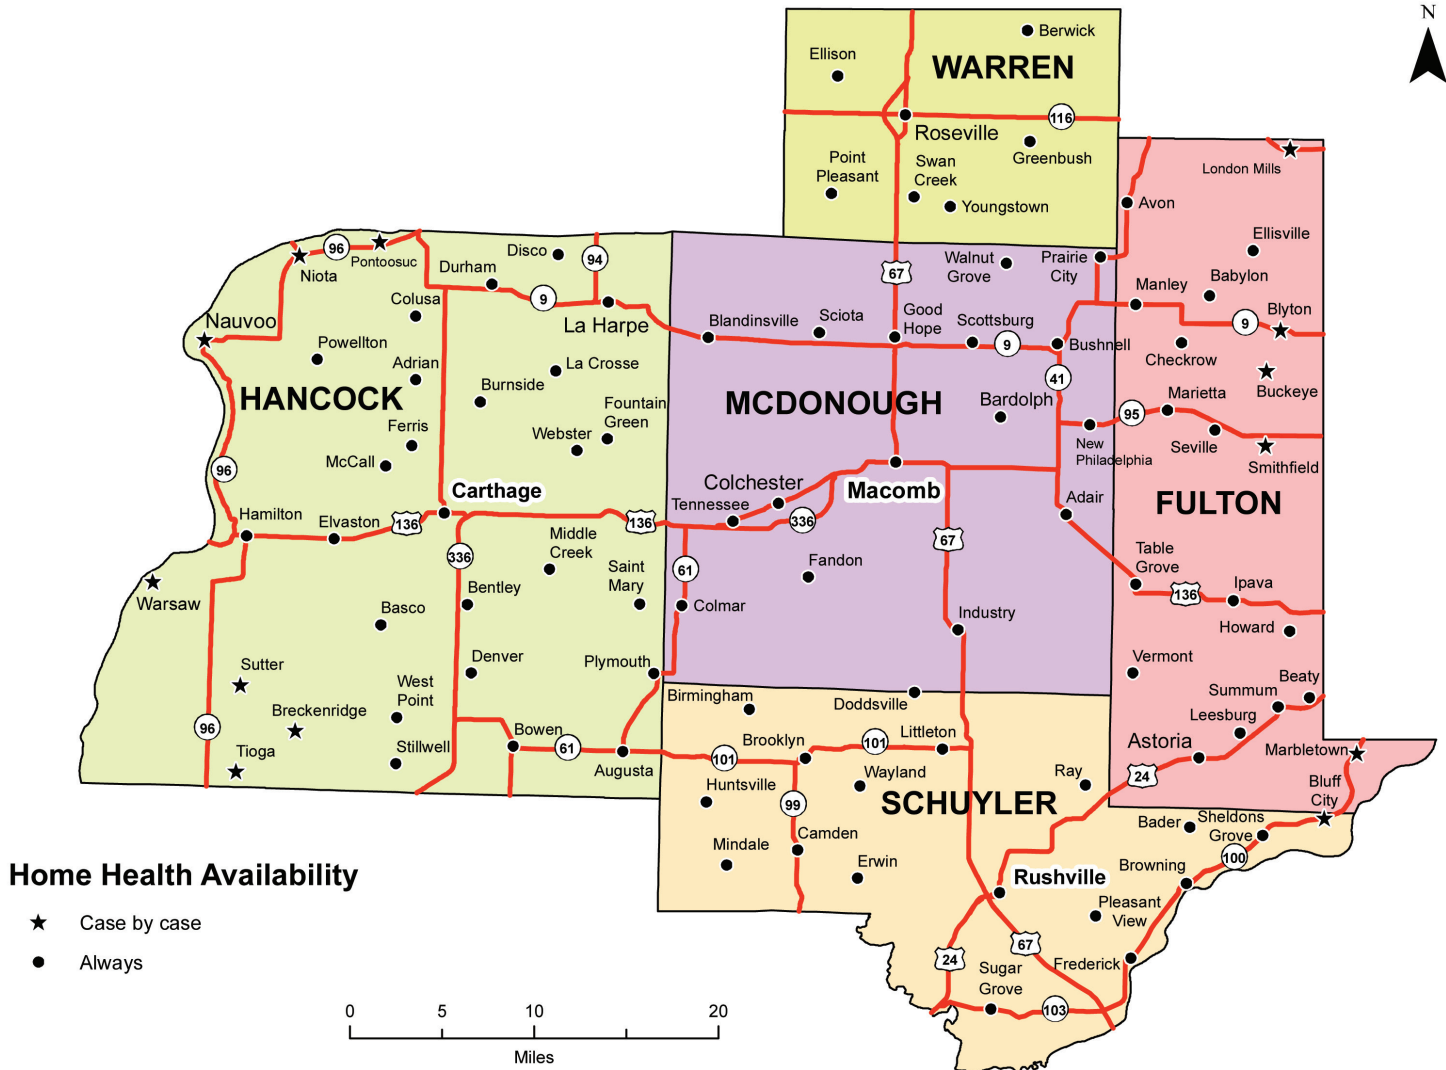 N
Berwick
Ellison
WARREN
116
Roseville
Greenbush
Point
Pleasant
Swan
Creek
Youngstown
London Mills
Avon
Ellisville
Babylon
Blyton
Manley
9
Checkrow
Buckeye
Marietta
95
Seville
Smithfield
New
Philadelphia
FULTON
Table
Grove
136
Ipava
Howard
Vermont
Beaty
Summum
Leesburg
Astoria
24
Marbletown
Bluff
City
96
Niota
Pontoosuc
Disco
94
Durham
9
Colusa
La Harpe
Nauvoo
Powellton
Adrian
La Crosse
Burnside
HANCOCK
Fountain
Green
Ferris
Webster
McCall
96
Carthage
Hamilton
Elvaston
136
136
336
Middle
Creek
Saint
Mary
Bentley
Warsaw
Basco
Denver
Plymouth
Sutter
West
Point
Breckenridge
96
Tioga
Stillwell
Bowen
61
Augusta
67
Walnut
Grove
Prairie
City
Blandinsville
Sciota
Good
Hope
Scottsburg
9
Bushnell
41
MCDONOUGH
Bardolph
Colchester
Macomb
Tennessee
336
Adair
67
61
Fandon
Colmar
Industry
Birmingham
Doddsville
Brooklyn
101
101
Littleton
Huntsville
Wayland
Ray
99
SCHUYLER
Bader
Sheldons
Grove
Camden
Mindale
Erwin
100
Browning
Rushville
Pleasant
View
67
24
Sugar
Grove
Frederick
103
Home Health Availability
Case by case
Always
0
5
10
20
Miles